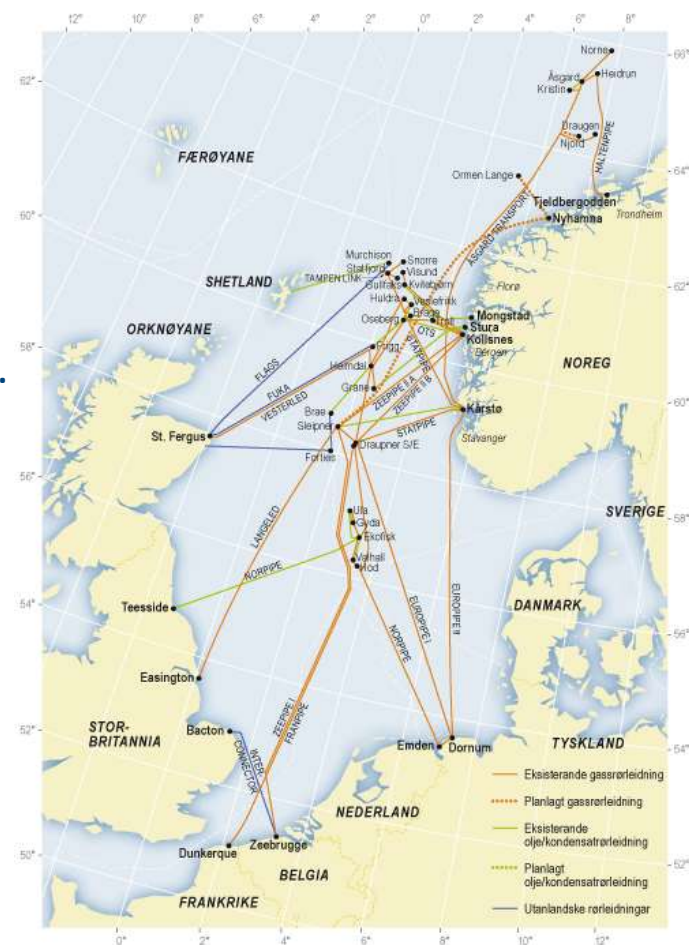 12°
10°
8°
6°
4°
2°
0°
2°
4°
6°
8°
62°
60°
58°
56°
54°
52°
50°
66°
64°
62°
60°
58°
56°
54°
52°
0°
2°
4°
6°
8°
10°
12°
Norne
Åsgard
Heidrun
Kristin
Draugen
Njord
HALTENPIPE
Ormen Lange
Tjeldbergodden
Nyhamna
Trondheim
ÅSGARD TRANSPORT
FÆRØYANE
SHETLAND
ORKNØYANE
Murchison
Snorre
Statfjord
Visund
TAMPEN LINK
Gullfaks
Kvitebjørn
Huldra
Veslefrikk
Brage
Oseberg
Troll
OTS
Florø
Mongstad
Stura
Kollsnes
Bergen
NOREG
FLAGS
Frigg
FUKA
VESTERLED
Heimdal
Grane
STATPIPE
ZEEPIPE II A
ZEEPIPE II B
Brae
Sleipner
St. Fergus
Forties
Draupner S/E
STATPIPE
Kårstø
Stavanger
LANGELED
Ula
Gyda
Ekofisk
Valhall
Hod
NORPIPE
SVERIGE
Teesside
DANMARK
EUROPIPE II
EUROPIPE I
NORPIPE
Easington
ZEEPIPE I
FRANPIPE
STOR-
BRITANNIA
Bacton
INTER-
CONNECTOR
Emden
Dornum
TYSKLAND
NEDERLAND
Dunkerque
Zeebrugge
BELGIA
FRANKRIKE
Eksisterande gassrørleidning
Planlagt gassrørleidning
Eksisterande
olje/kondensatrørleidning
Planlagt
olje/kondensatrørleidning
Utanlandske rørleidningar